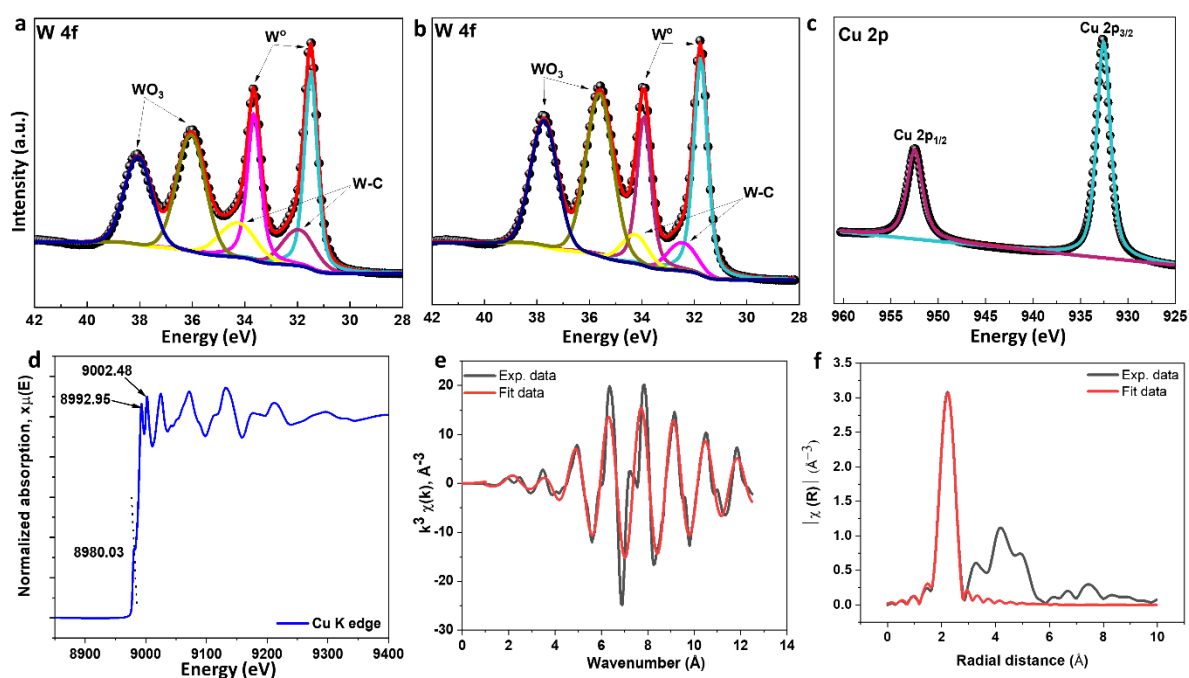 a
W 4f
W⁰
WO₃
W-C
Intensity (a.u.)
42 40 38 36 34 32 30 28
Energy (eV)
b
W 4f
W⁰
WO₃
W-C
42 40 38 36 34 32 30 28
Energy (eV)
c
Cu 2p
Cu 2p₃/₂
Cu 2p₁/₂
960 955 950 945 940 935 930 925
Energy (eV)
d
9002.48
8992.95
8980.03
Normalized absorption, xμ(E)
Cu K edge
8900 9000 9100 9200 9300 9400
Energy (eV)
e
Exp. data
Fit data
k³ χ(k), Å⁻³
20
10
0
-10
-20
-30
0 2 4 6 8 10 12 14
Wavenumber (Å)
f
Exp. data
Fit data
|χ (R)| (Å⁻³)
3.5
3.0
2.5
2.0
1.5
1.0
0.5
0.0
0 2 4 6 8 10
Radial distance (Å)